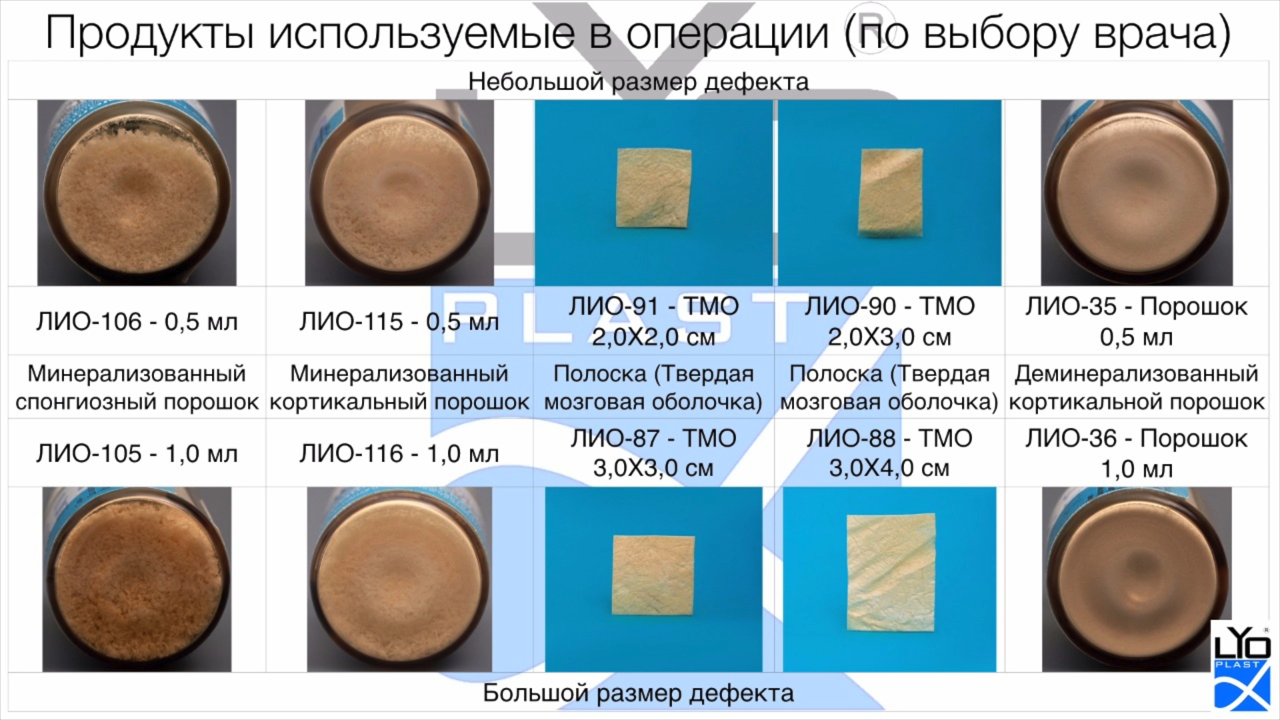 Продукты используемые в операции (по выбору врача)
Небольшой размер дефекта
ЛИО-106 - 0,5 мл
ЛИО-115 - 0,5 мл
ЛИО-91 - ТМО
2,0Х2,0 см
ЛИО-90 - ТМО
2,0Х3,0 см
ЛИО-35 - Порошок
0,5 мл
Минерализованный
спонгиозный порошок
Минерализованный
кортикальный порошок
Полоска (Твердая
мозговая оболочка)
Полоска (Твердая
мозговая оболочка)
Деминерализованный
кортикальной порошок
ЛИО-105 - 1,0 мл
ЛИО-116 - 1,0 мл
ЛИО-87 - ТМО
3,0Х3,0 см
ЛИО-88 - ТМО
3,0Х4,0 см
ЛИО-36 - Порошок
1,0 мл
Большой размер дефекта
PLAST
®
LYO®
PLAST